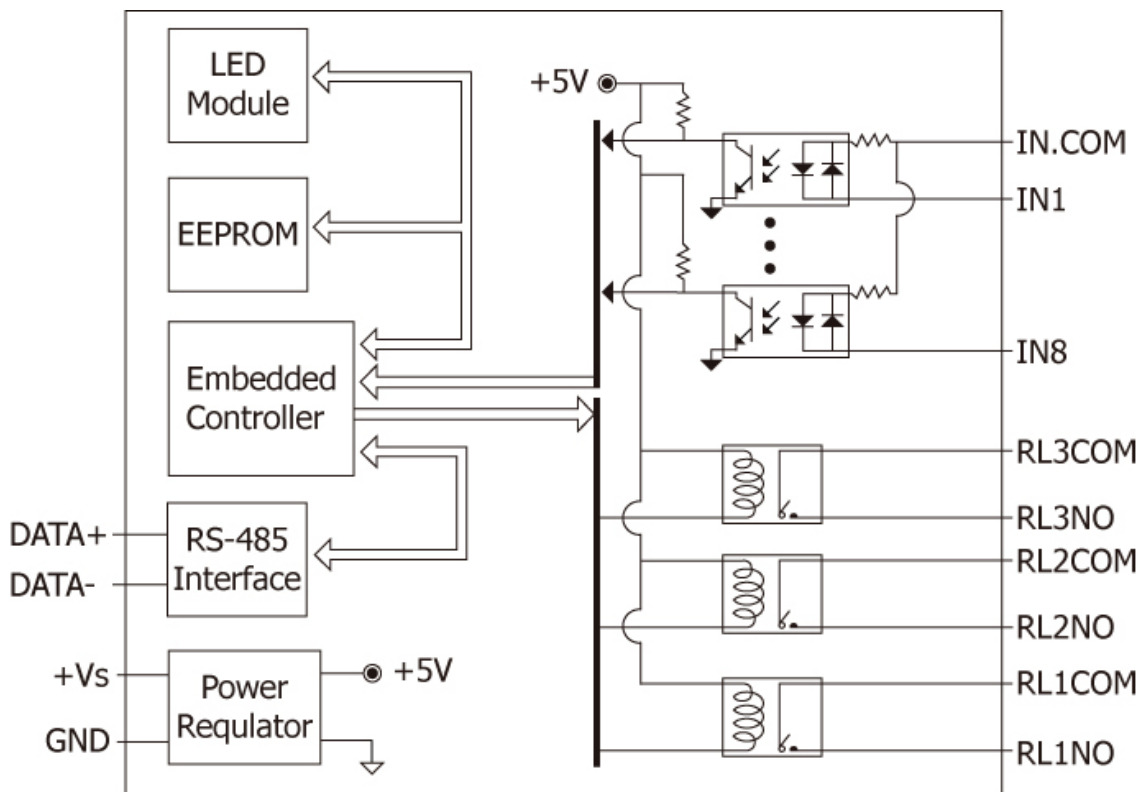 LED
Module
EEPROM
Embedded
Controller
RS-485
Interface
Power
Requlator
DATA+
DATA-
+Vs
GND
+5V
+5V
IN.COM
IN1
IN8
RL3COM
RL3NO
RL2COM
RL2NO
RL1COM
RL1NO